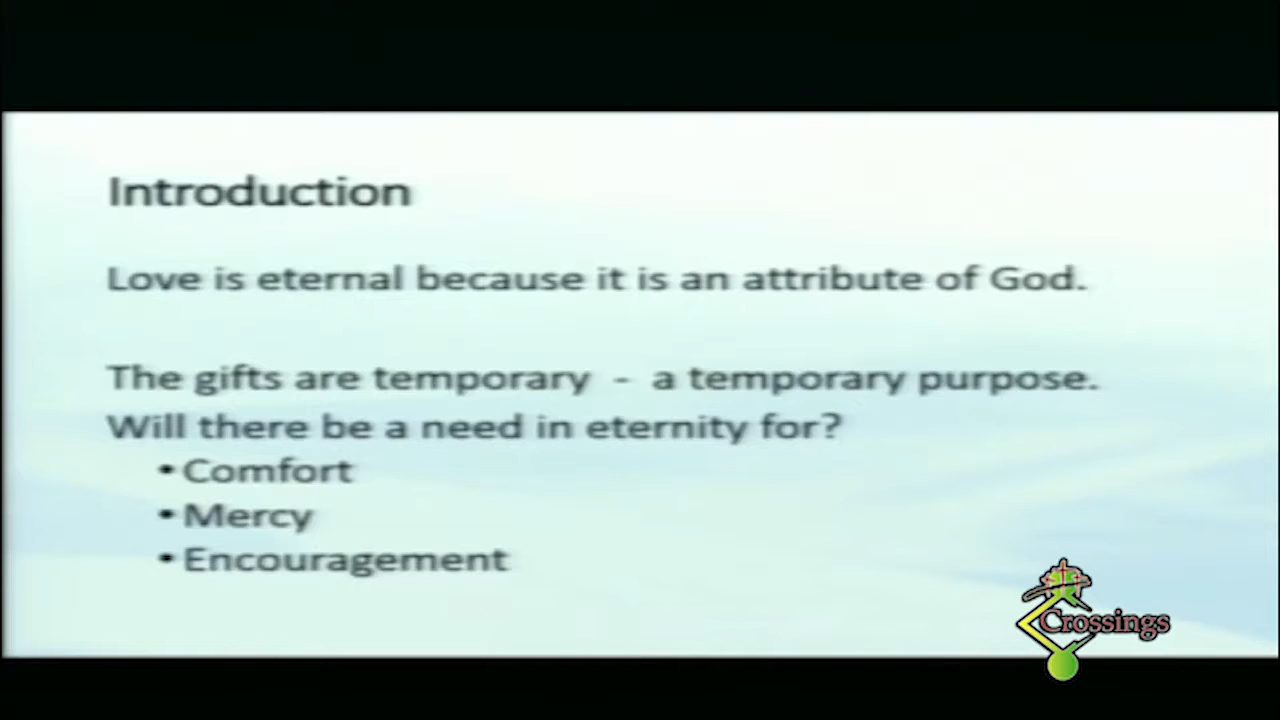 Introduction
Love is eternal because it is an attribute of God.
The gifts are temporary - a temporary purpose.
Will there be a need in eternity for?
• Comfort
• Mercy
• Encouragement
Crossings